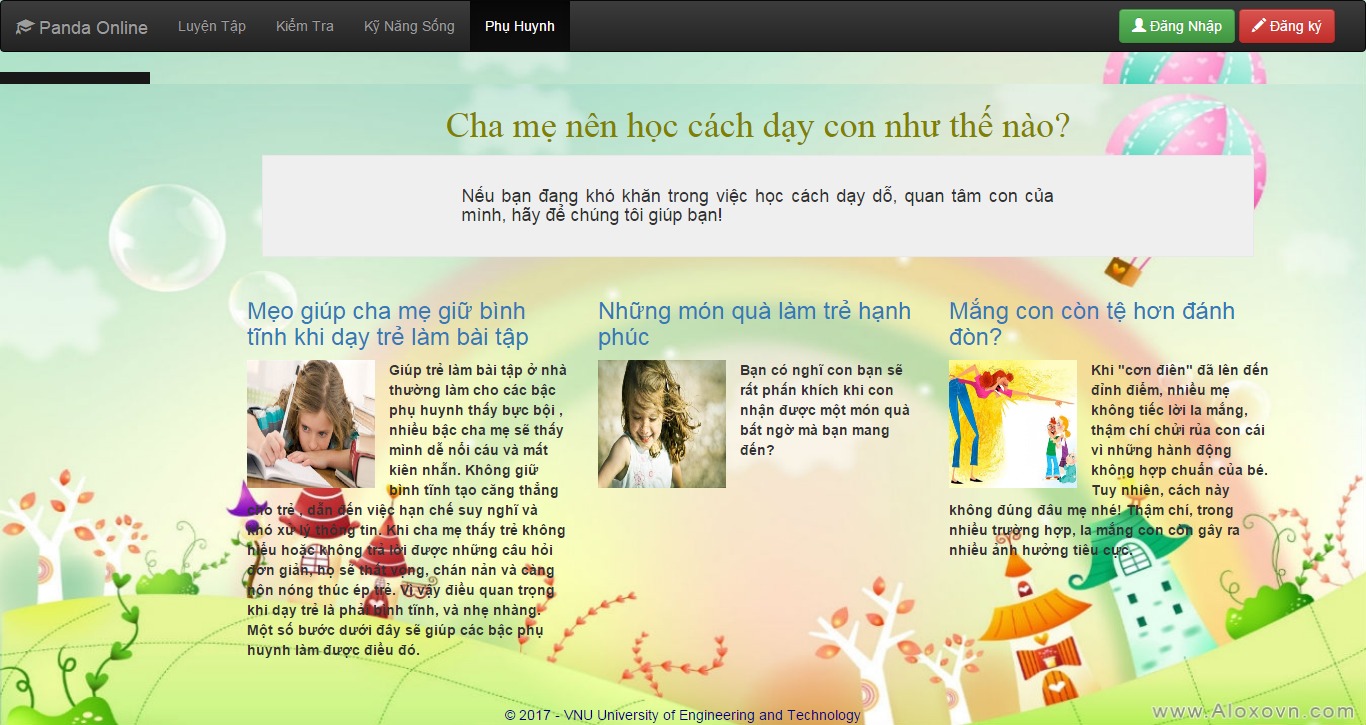 Panda Online
Luyện Tập
Kiểm Tra
Kỹ Năng Sống
Phụ Huynh
Đăng Nhập
Đăng ký
Cha mẹ nên học cách dạy con như thế nào?
Nếu bạn đang khó khăn trong việc học cách dạy dỗ, quan tâm con của
mình, hãy để chúng tôi giúp bạn!
Mẹo giúp cha mẹ giữ bình
tĩnh khi dạy trẻ làm bài tập
Giúp trẻ làm bài tập ở nhà
thường làm cho các bậc
phụ huynh thấy bực bội ,
nhiều bậc cha mẹ sẽ thấy
mình dễ nổi cáu và mất
kiên nhẫn. Không giữ
bình tĩnh tạo căng thẳng
cho trẻ , dẫn đến việc hạn chế suy nghĩ và
khó xử lý thông tin. Khi cha mẹ thấy trẻ không
hiểu hoặc không trả lời được những câu hỏi
đơn giản, họ sẽ thất vọng, chán nản và càng
nôn nóng thúc ép trẻ. Vì vậy điều quan trọng
khi dạy trẻ là phải bình tĩnh, và nhẹ nhàng.
Một số bước dưới đây sẽ giúp các bậc phụ
huynh làm được điều đó.
Những món quà làm trẻ hạnh
phúc
Bạn có nghĩ con bạn sẽ
rất phấn khích khi con
nhận được một món quà
bất ngờ mà bạn mang
đến?
Mắng con còn tệ hơn đánh
đòn?
Khi "cơn điên" đã lên đến
đỉnh điểm, nhiều mẹ
không tiếc lời la mắng,
thậm chí chửi rủa con cái
vì những hành động
không hợp chuẩn của bé.
Tuy nhiên, cách này
không đúng đâu mẹ nhé! Thậm chí, trong
nhiều trường hợp, la mắng con còn gây ra
nhiều ảnh hưởng tiêu cực.
© 2017 - VNU University of Engineering and Technology
www.Aloxovn.com